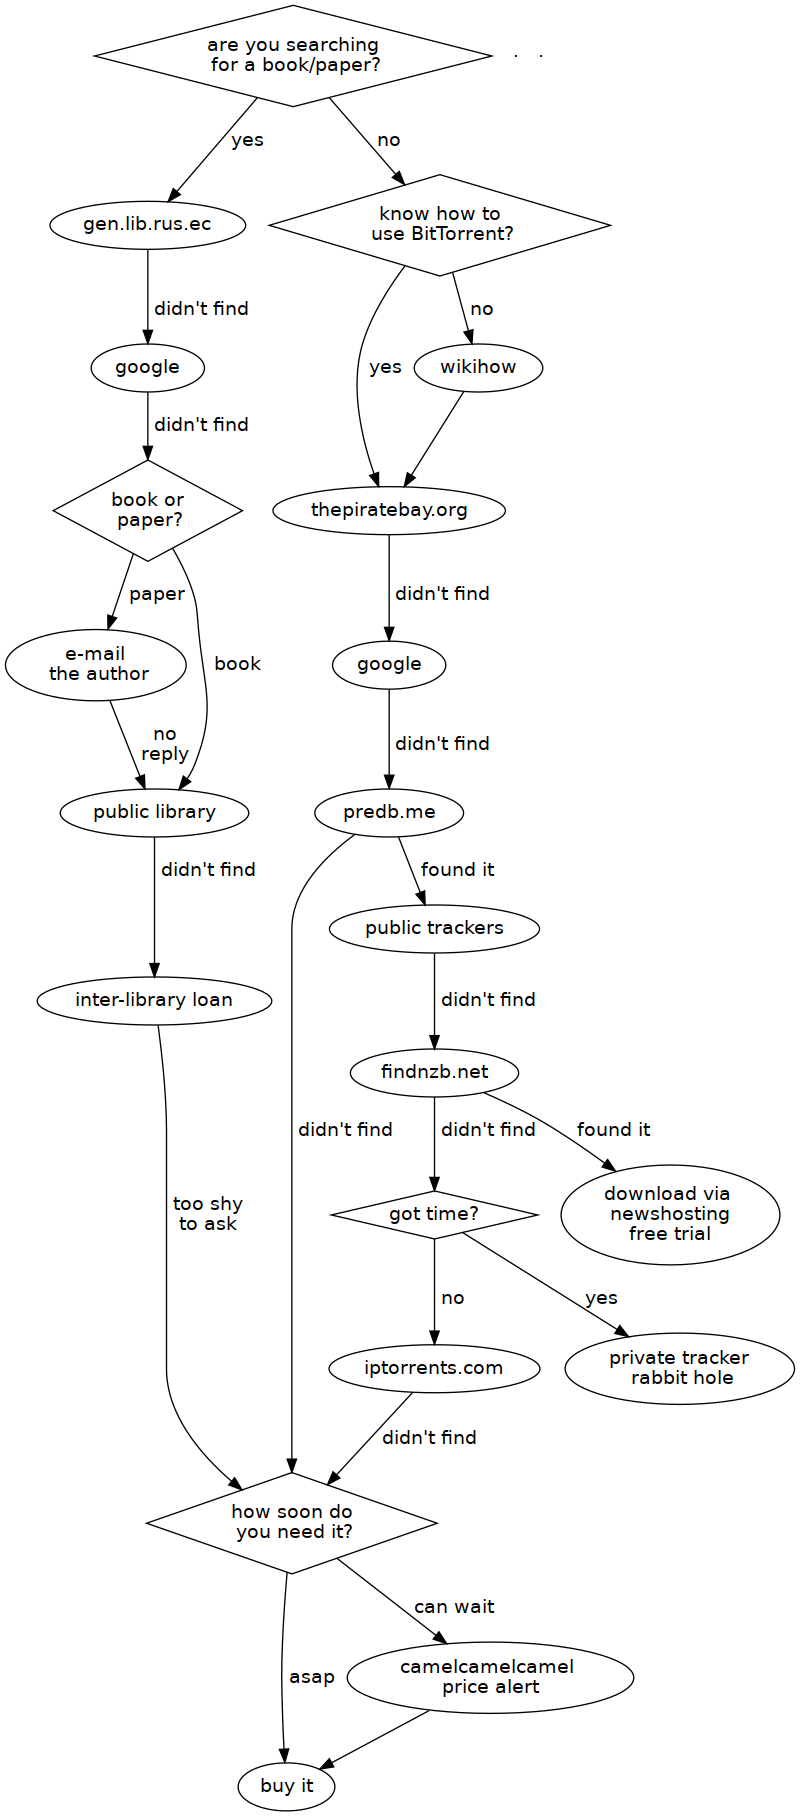 are you searching
for a book/paper?
yes
no
gen.lib.rus.ec
know how to
use BitTorrent?
didn't find
no
google
yes
wikihow
didn't find
book or
paper?
thepiratebay.org
paper
didn't find
e-mail
the author
book
google
no
reply
didn't find
public library
predb.me
didn't find
found it
public trackers
inter-library loan
didn't find
findnzb.net
didn't find
didn't find
found it
too shy
to ask
got time?
download via
newshosting
free trial
no
yes
iptorrents.com
private tracker
rabbit hole
didn't find
how soon do
you need it?
can wait
asap
camelcamelcamel
price alert
buy it